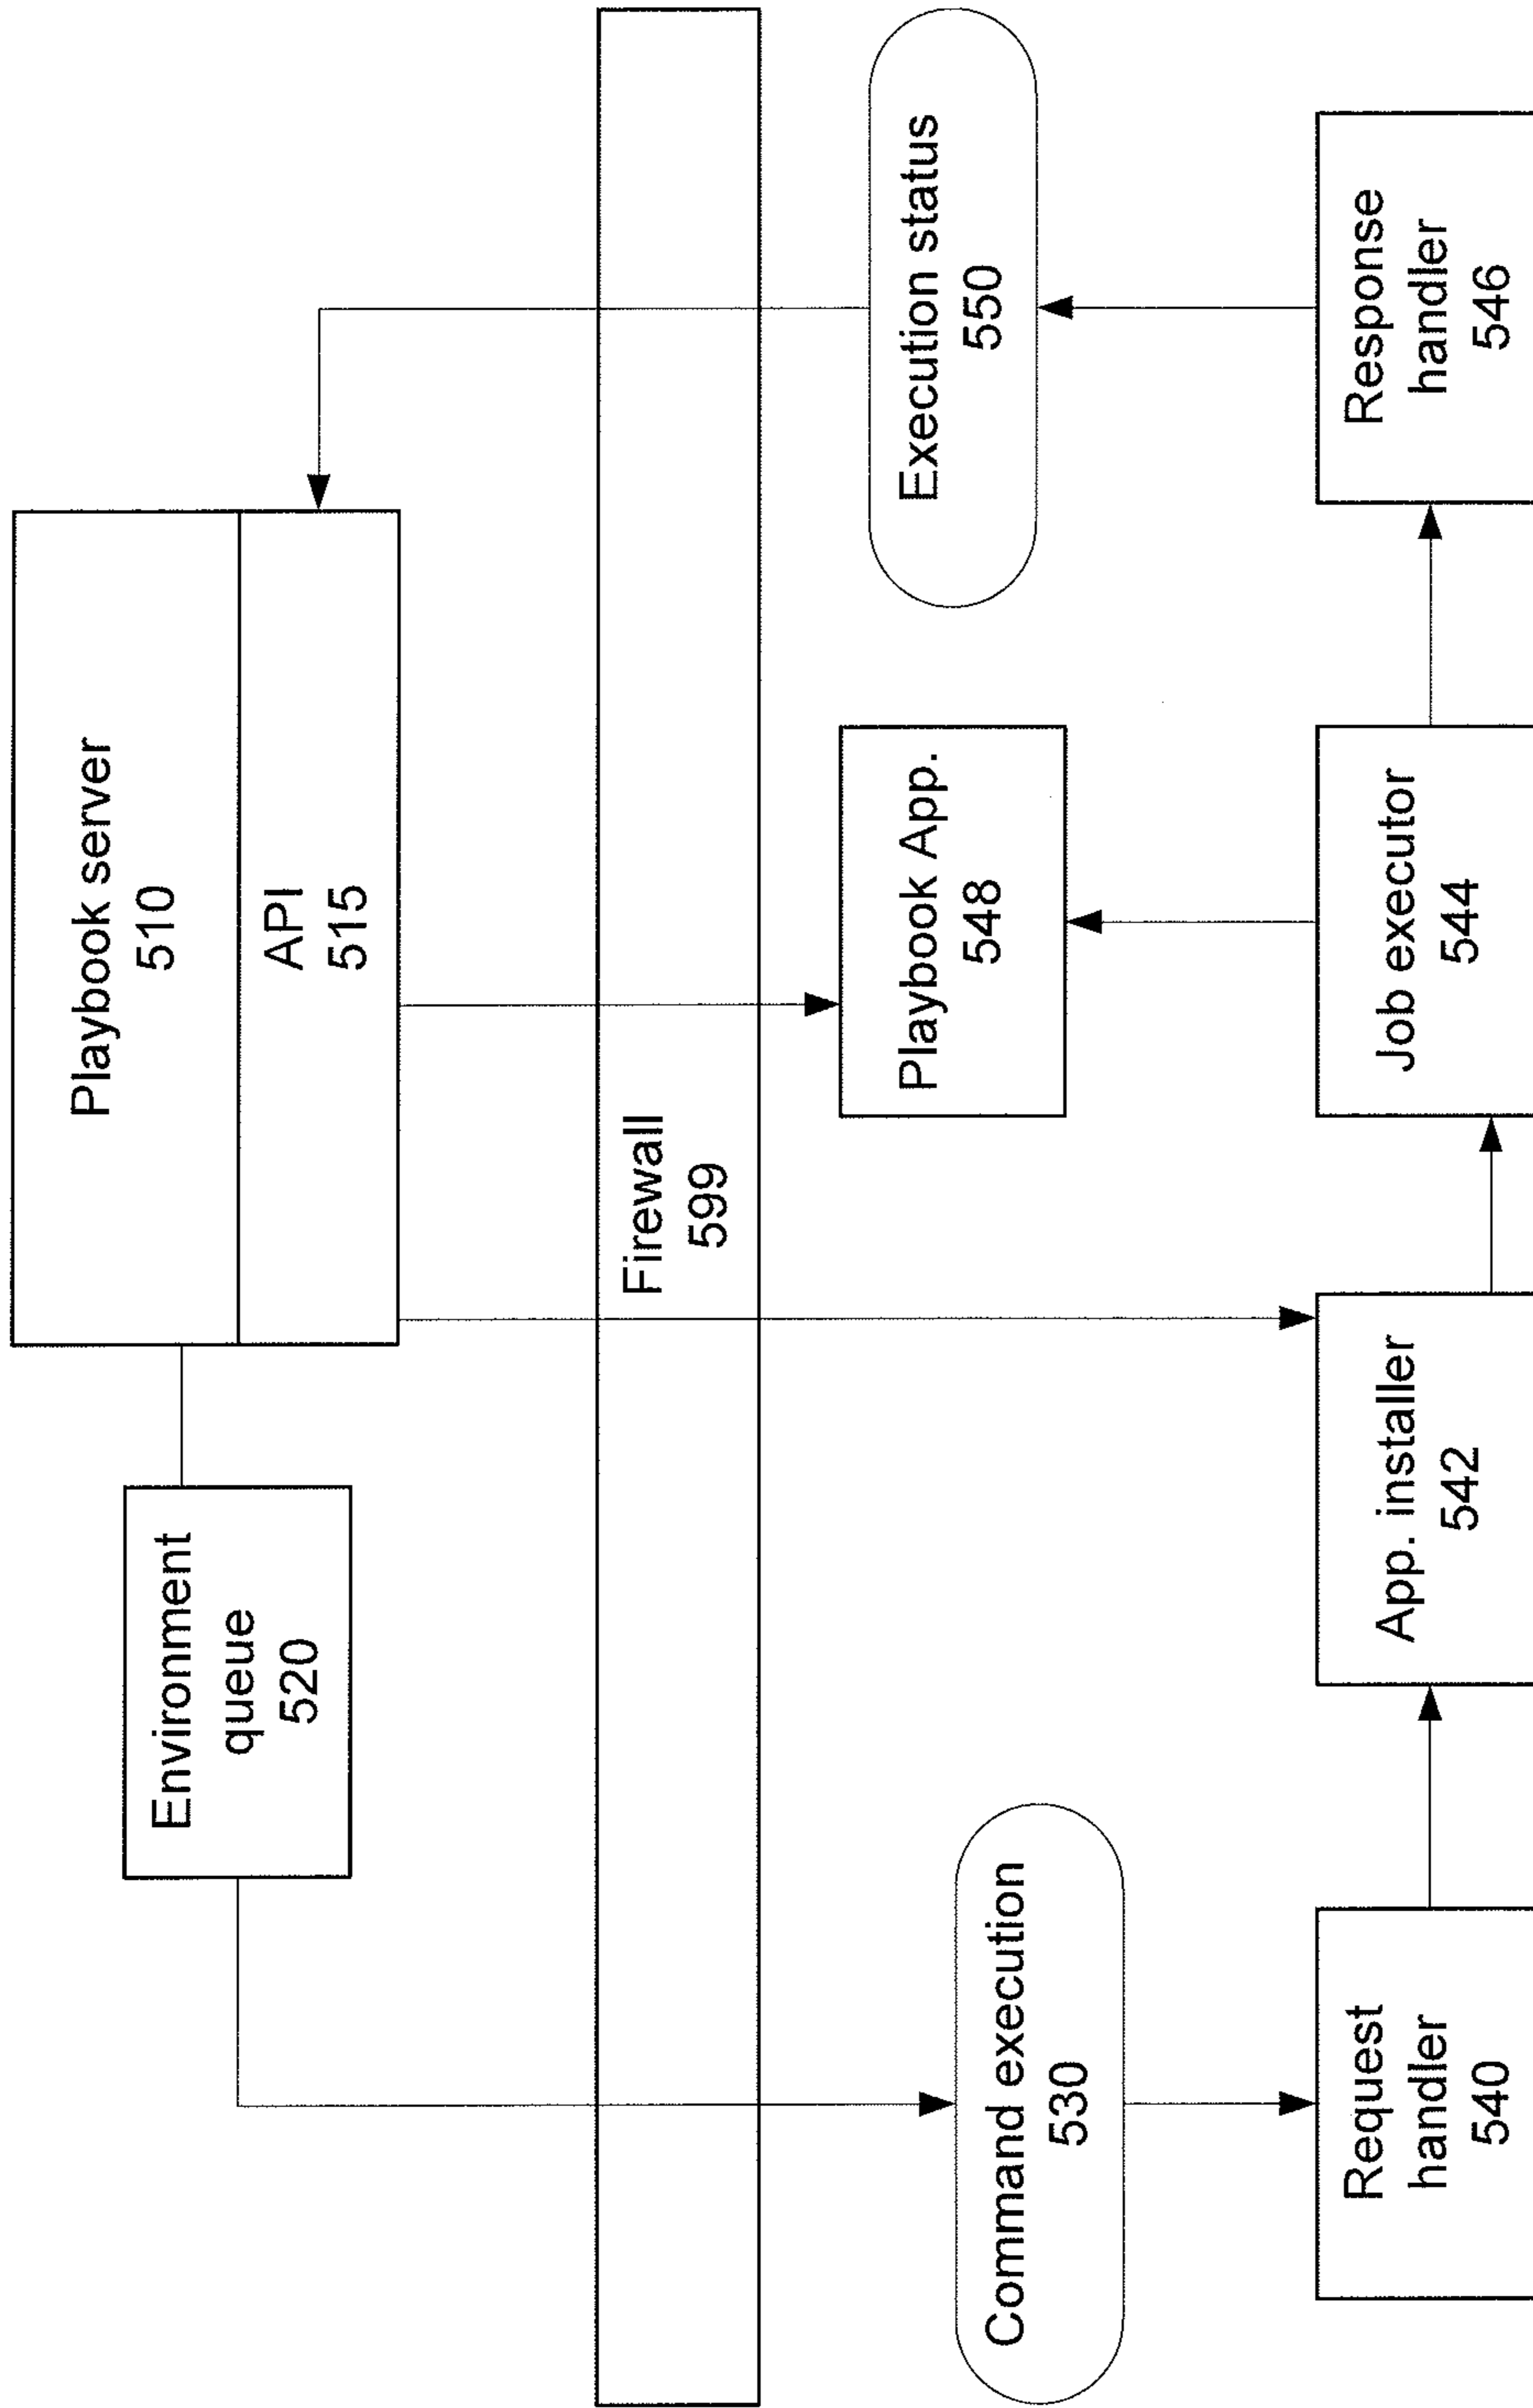 Playbook server
510
API
515
Environment
queue
520
Firewall
599
Command execution
530
Playbook App.
548
Execution status
550
Request
handler
540
App. installer
542
Job executor
544
Response
handler
546